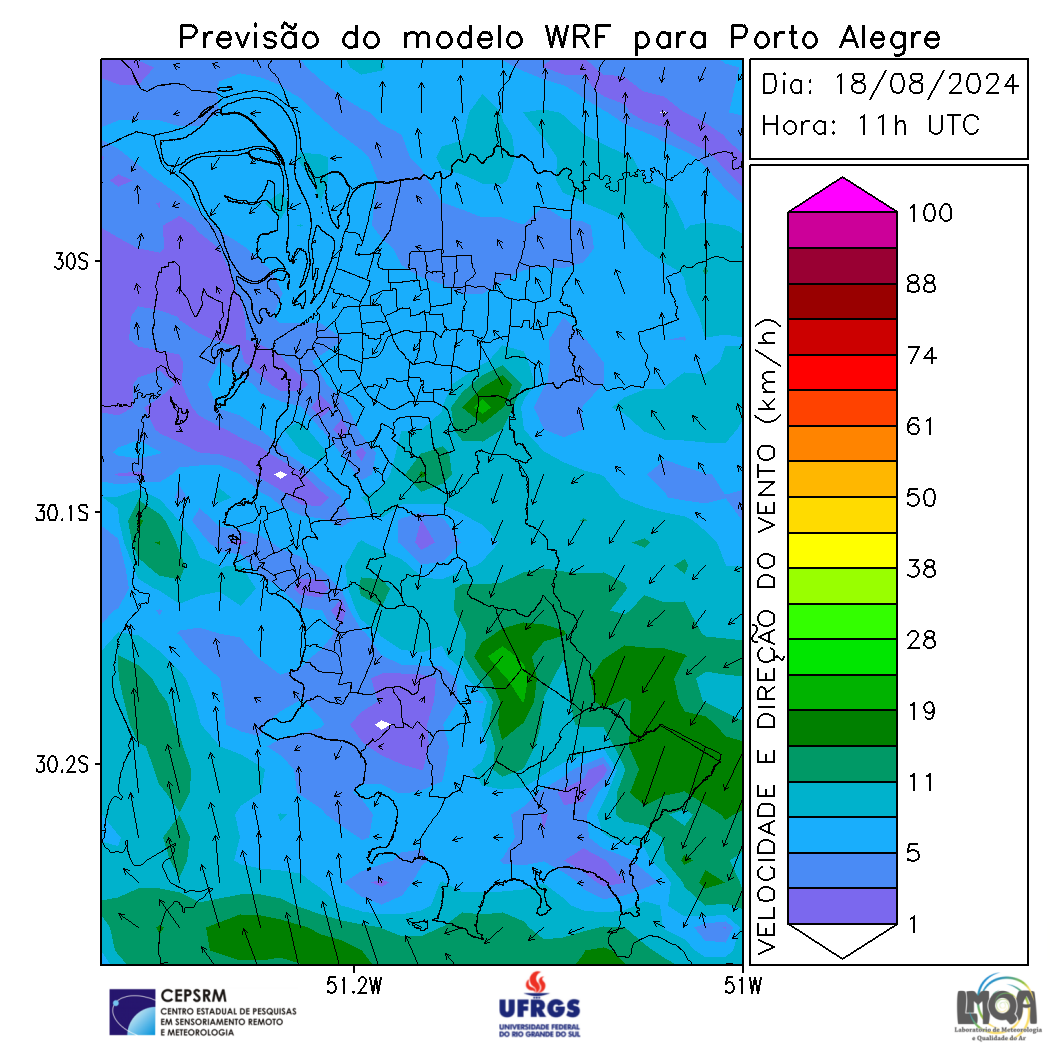 Previsão do modelo WRF para Porto Alegre
Dia: 18/08/2024
Hora: 11h UTC
30S
30.1S
30.2S
51.2W
51W
VELOCIDADE E DIREÇÃO DO VENTO (km/h)
100
88
74
61
50
38
28
19
11
5
1
CEPSRM
CENTRO ESTADUAL DE PESQUISAS
EM SENSORIAMENTO REMOTO
E METEOROLOGIA
UFRGS
UNIVERSIDADE FEDERAL
DO RIO GRANDE DO SUL
LMQA
Laboratório de Meteorologia
e Qualidade do Ar